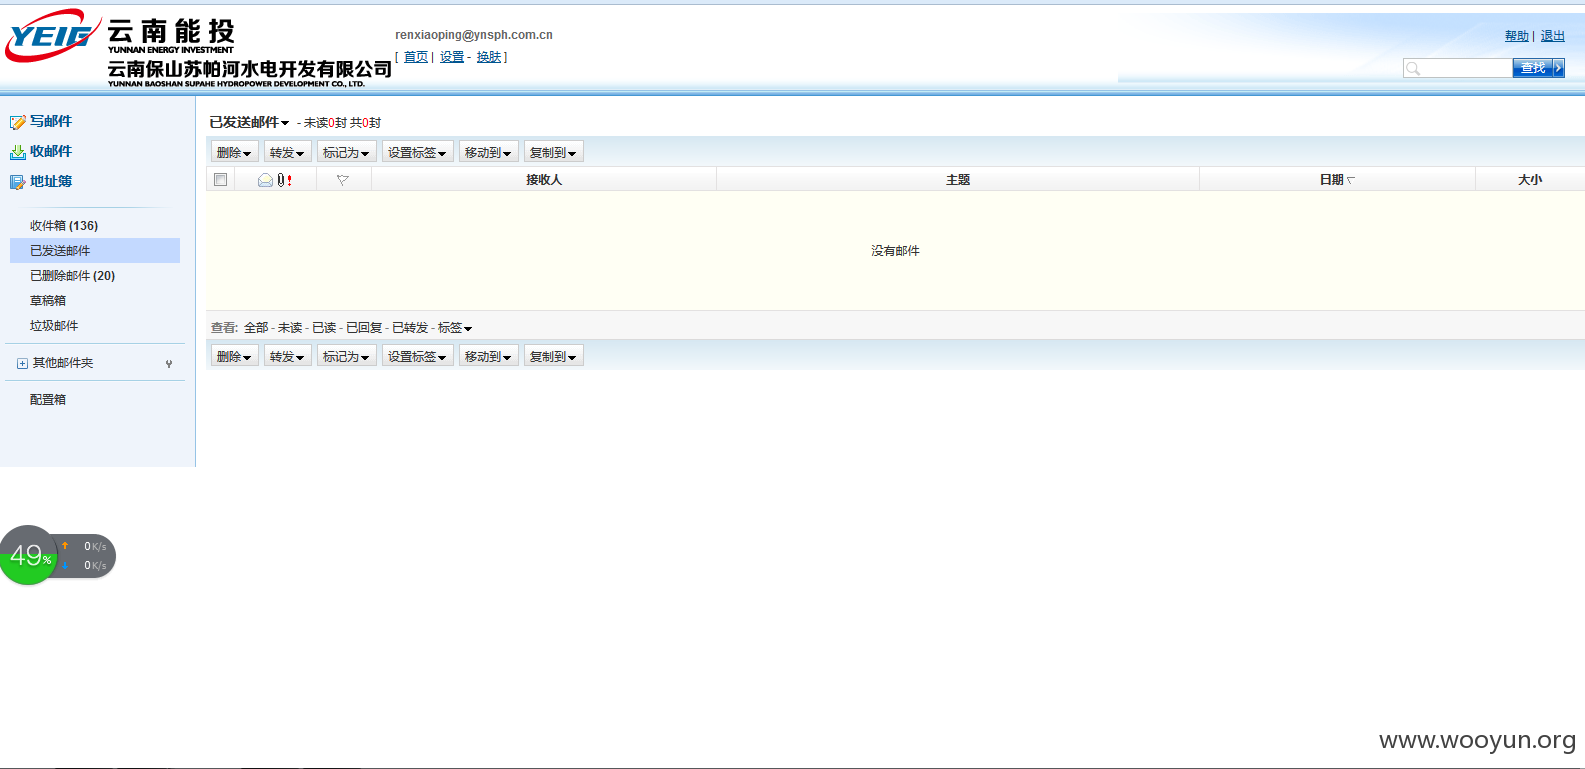 YEIG 云南能投
YUNNAN ENERGY INVESTMENT
云南保山苏帕河水电开发有限公司
YUNNAN BAOSHAN SUPAHE HYDROPOWER DEVELOPMENT CO., LTD.
renxiaoping@ynsph.com.cn
[ 首页 | 设置 - 换肤 ]
帮助 | 退出
查找
写邮件
收邮件
地址簿
收件箱 (136)
已发送邮件
已删除邮件 (20)
草稿箱
垃圾邮件
其他邮件夹
配置箱
已发送邮件 - 未读0封 共0封
删除 转发 标记为 设置标签 移动到 复制到
接收人 主题 日期 大小
没有邮件
查看: 全部 - 未读 - 已读 - 已回复 - 已转发 - 标签
删除 转发 标记为 设置标签 移动到 复制到
49%
0K/s
0K/s
www.wooyun.org